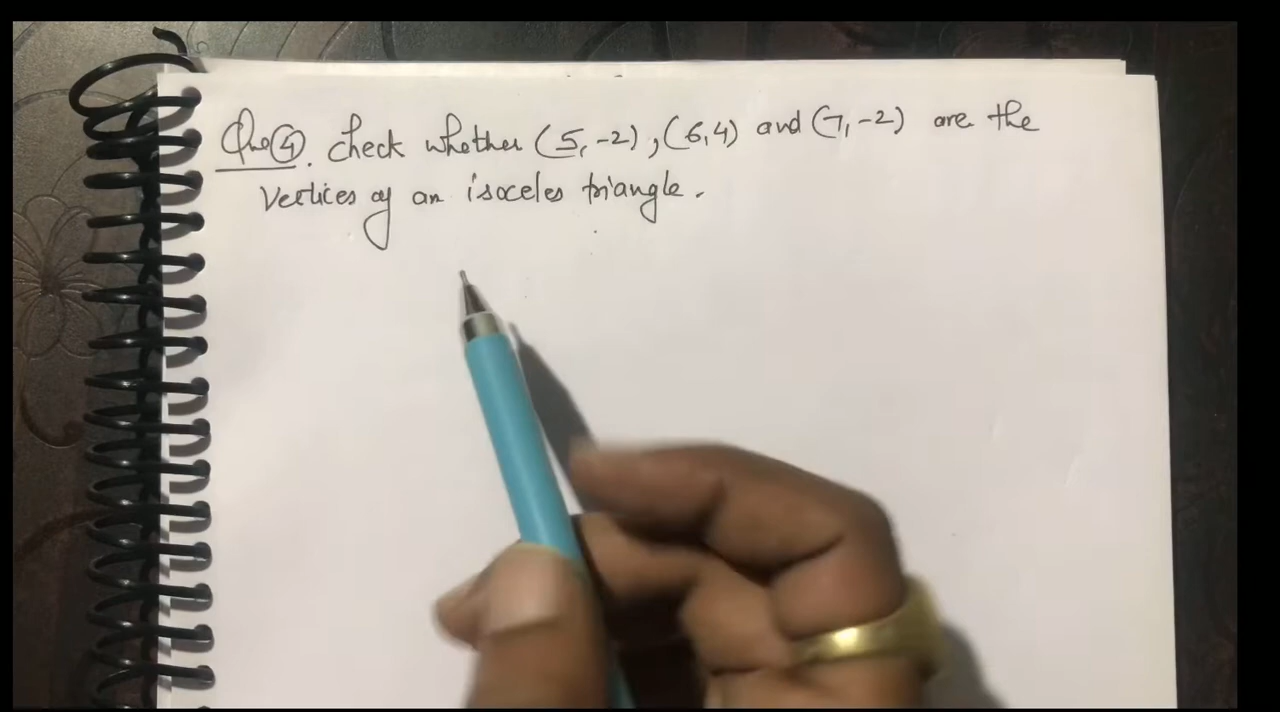 Que④. Check whether (5,-2), (6,4) and (7,-2) are the
Vertices of an isoceles triangle.